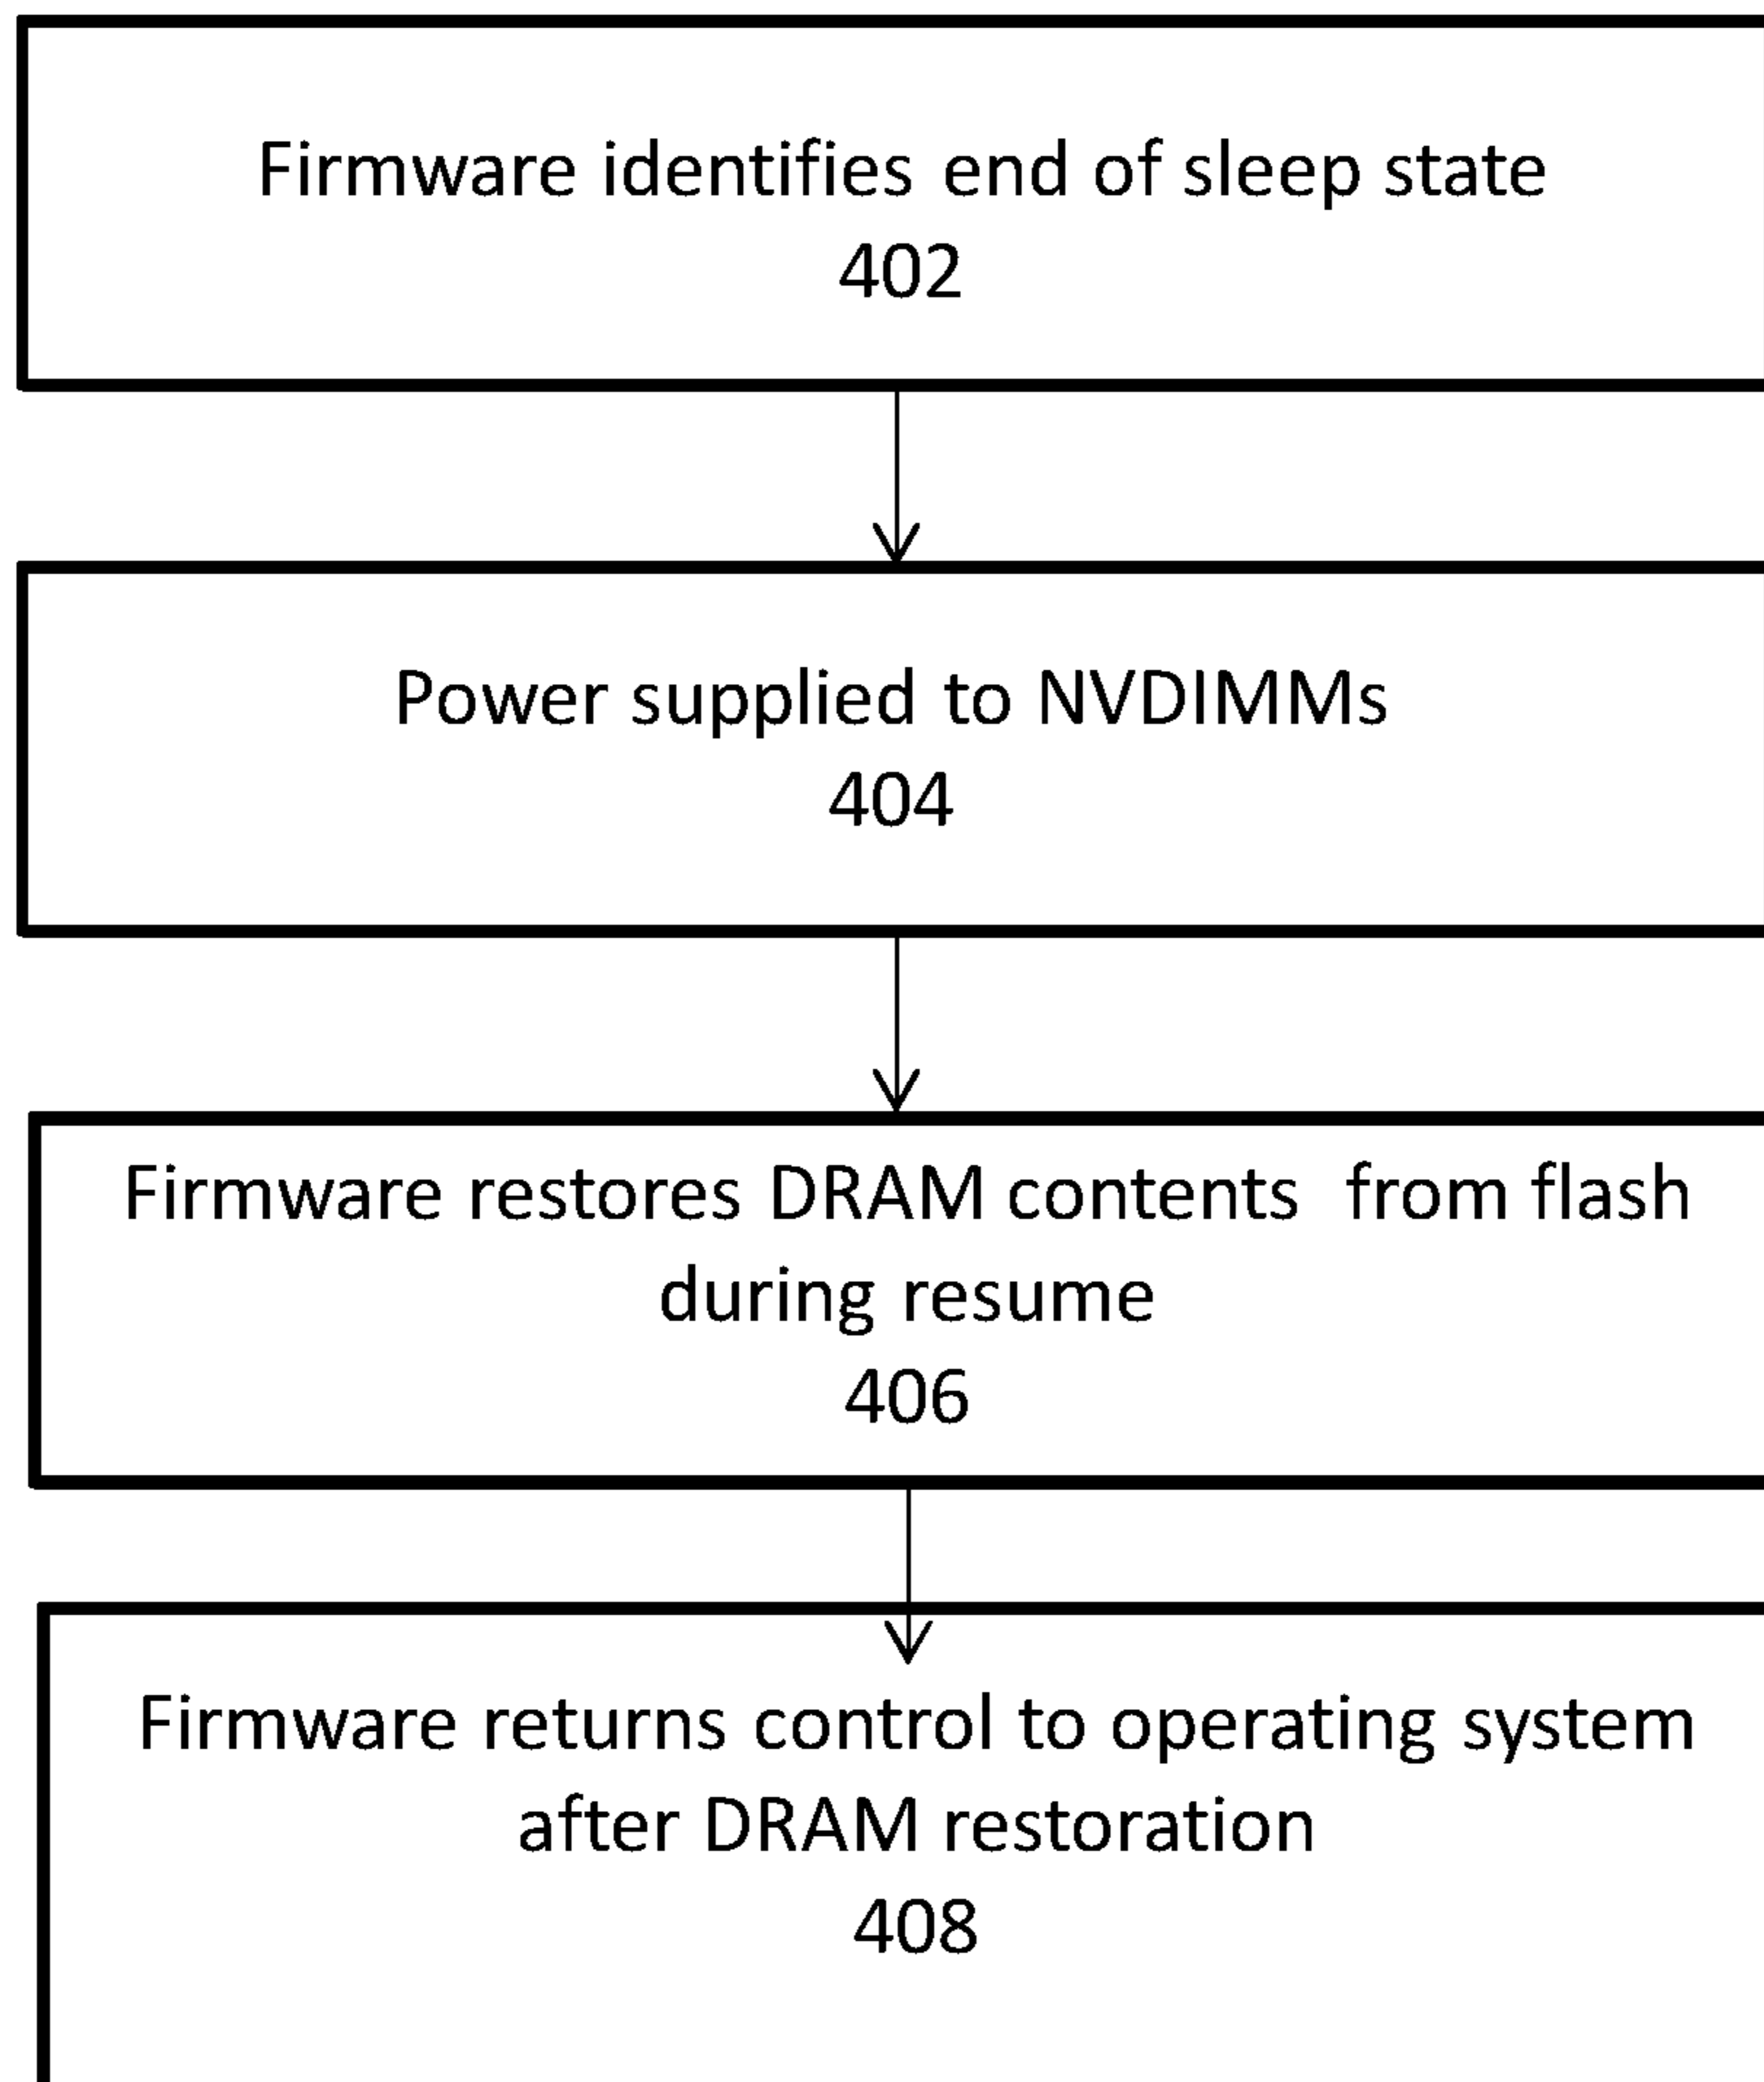 Firmware identifies end of sleep state
402
Power supplied to NVDIMMs
404
Firmware restores DRAM contents  from flash
during resume
406
Firmware returns control to operating system
after DRAM restoration
408